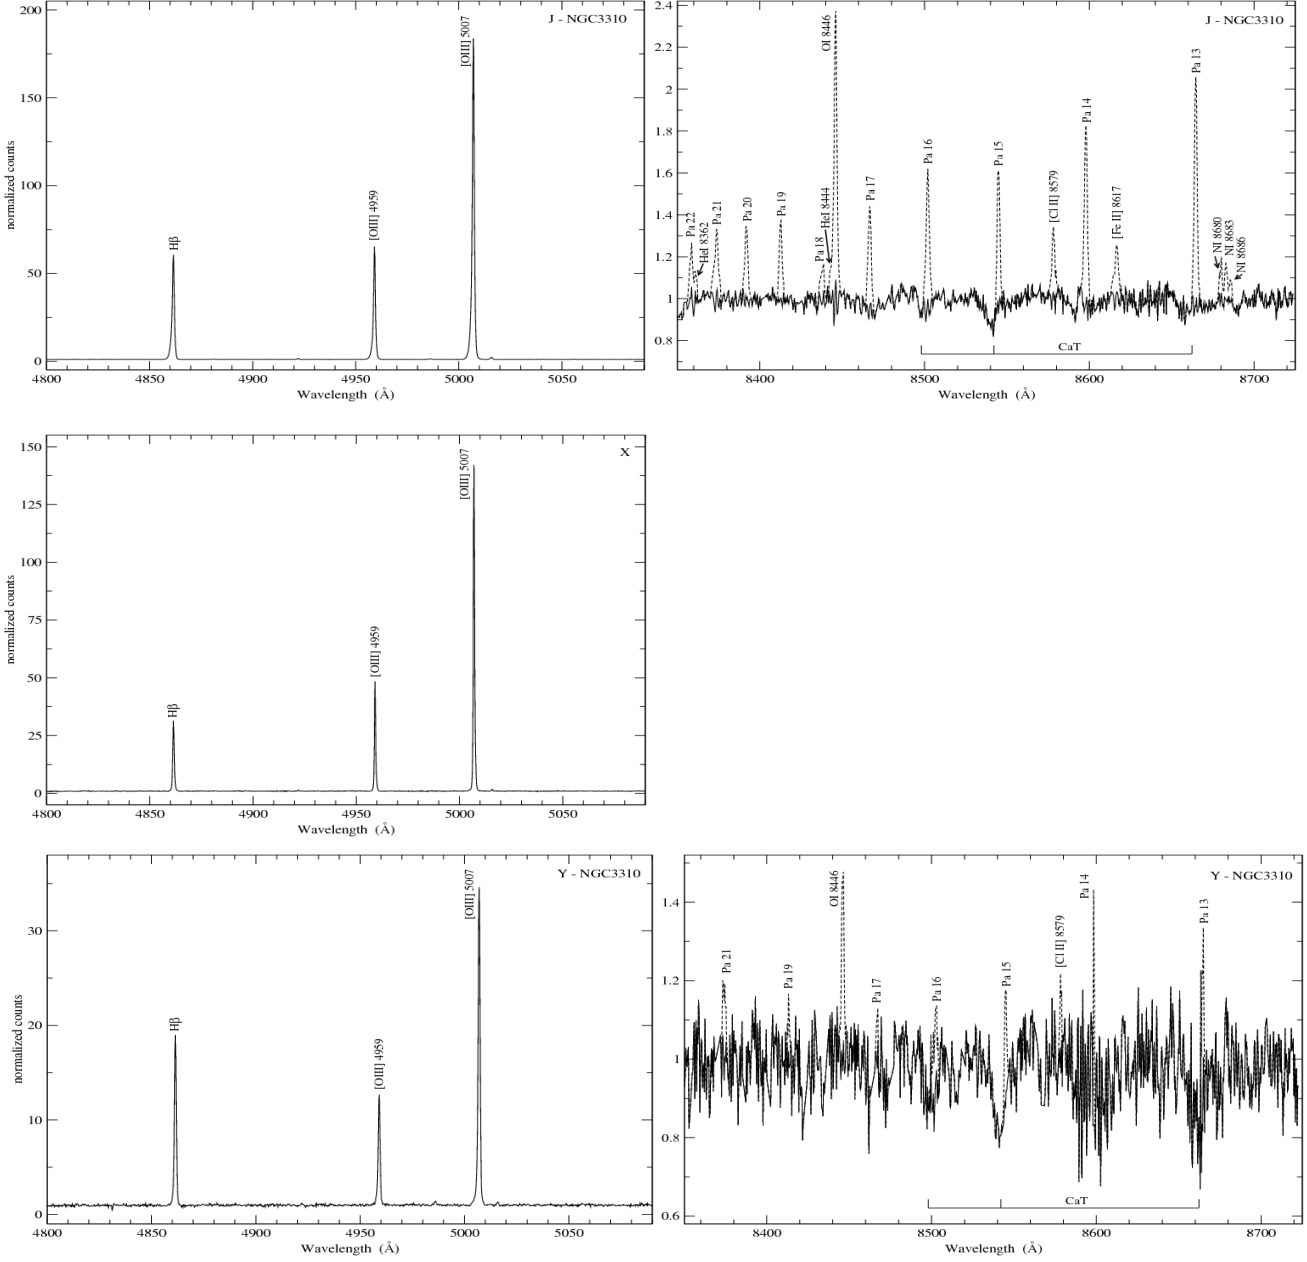 J - NGC3310
200
150
100
50
0
normalized counts
Hβ
[OIII] 4959
[OIII] 5007
4800 4850 4900 4950 5000 5050
Wavelength (Å)
J - NGC3310
2.4
2.2
2
1.8
1.6
1.4
1.2
1
0.8
Pa 22
HeI 8362
Pa 21
Pa 20
Pa 19
Pa 18
HeI 8444
OI 8446
Pa 17
Pa 16
Pa 15
[Cl II] 8579
Pa 14
[Fe II] 8617
Pa 13
NI 8680
NI 8683
NI 8686
CaT
8400 8500 8600 8700
Wavelength (Å)
X
150
125
100
75
50
25
0
normalized counts
Hβ
[OIII] 4959
[OIII] 5007
4800 4850 4900 4950 5000 5050
Wavelength (Å)
Y - NGC3310
30
20
10
0
normalized counts
Hβ
[OIII] 4959
[OIII] 5007
4800 4850 4900 4950 5000 5050
Wavelength (Å)
Y - NGC3310
1.4
1.2
1
0.8
0.6
Pa 21
Pa 19
OI 8446
Pa 17
Pa 16
Pa 15
[Cl II] 8579
Pa 14
Pa 13
CaT
8400 8500 8600 8700
Wavelength (Å)